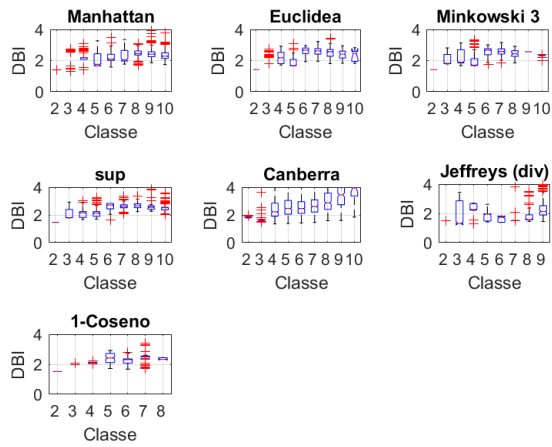 Manhattan
4
2
0
DBI
2 3 4 5 6 7 8 9 10
Classe
Euclidea
4
2
0
DBI
2 3 4 5 6 7 8 9 10
Classe
Minkowski 3
4
2
0
DBI
2 3 4 5 6 7 8 9 10
Classe
sup
4
2
0
DBI
2 3 4 5 6 7 8 9 10
Classe
Canberra
4
2
0
DBI
2 3 4 5 6 7 8 9 10
Classe
Jeffreys (div)
4
2
0
DBI
2 3 4 5 6 7 8 9
Classe
1-Coseno
4
2
0
DBI
2 3 4 5 6 7 8
Classe